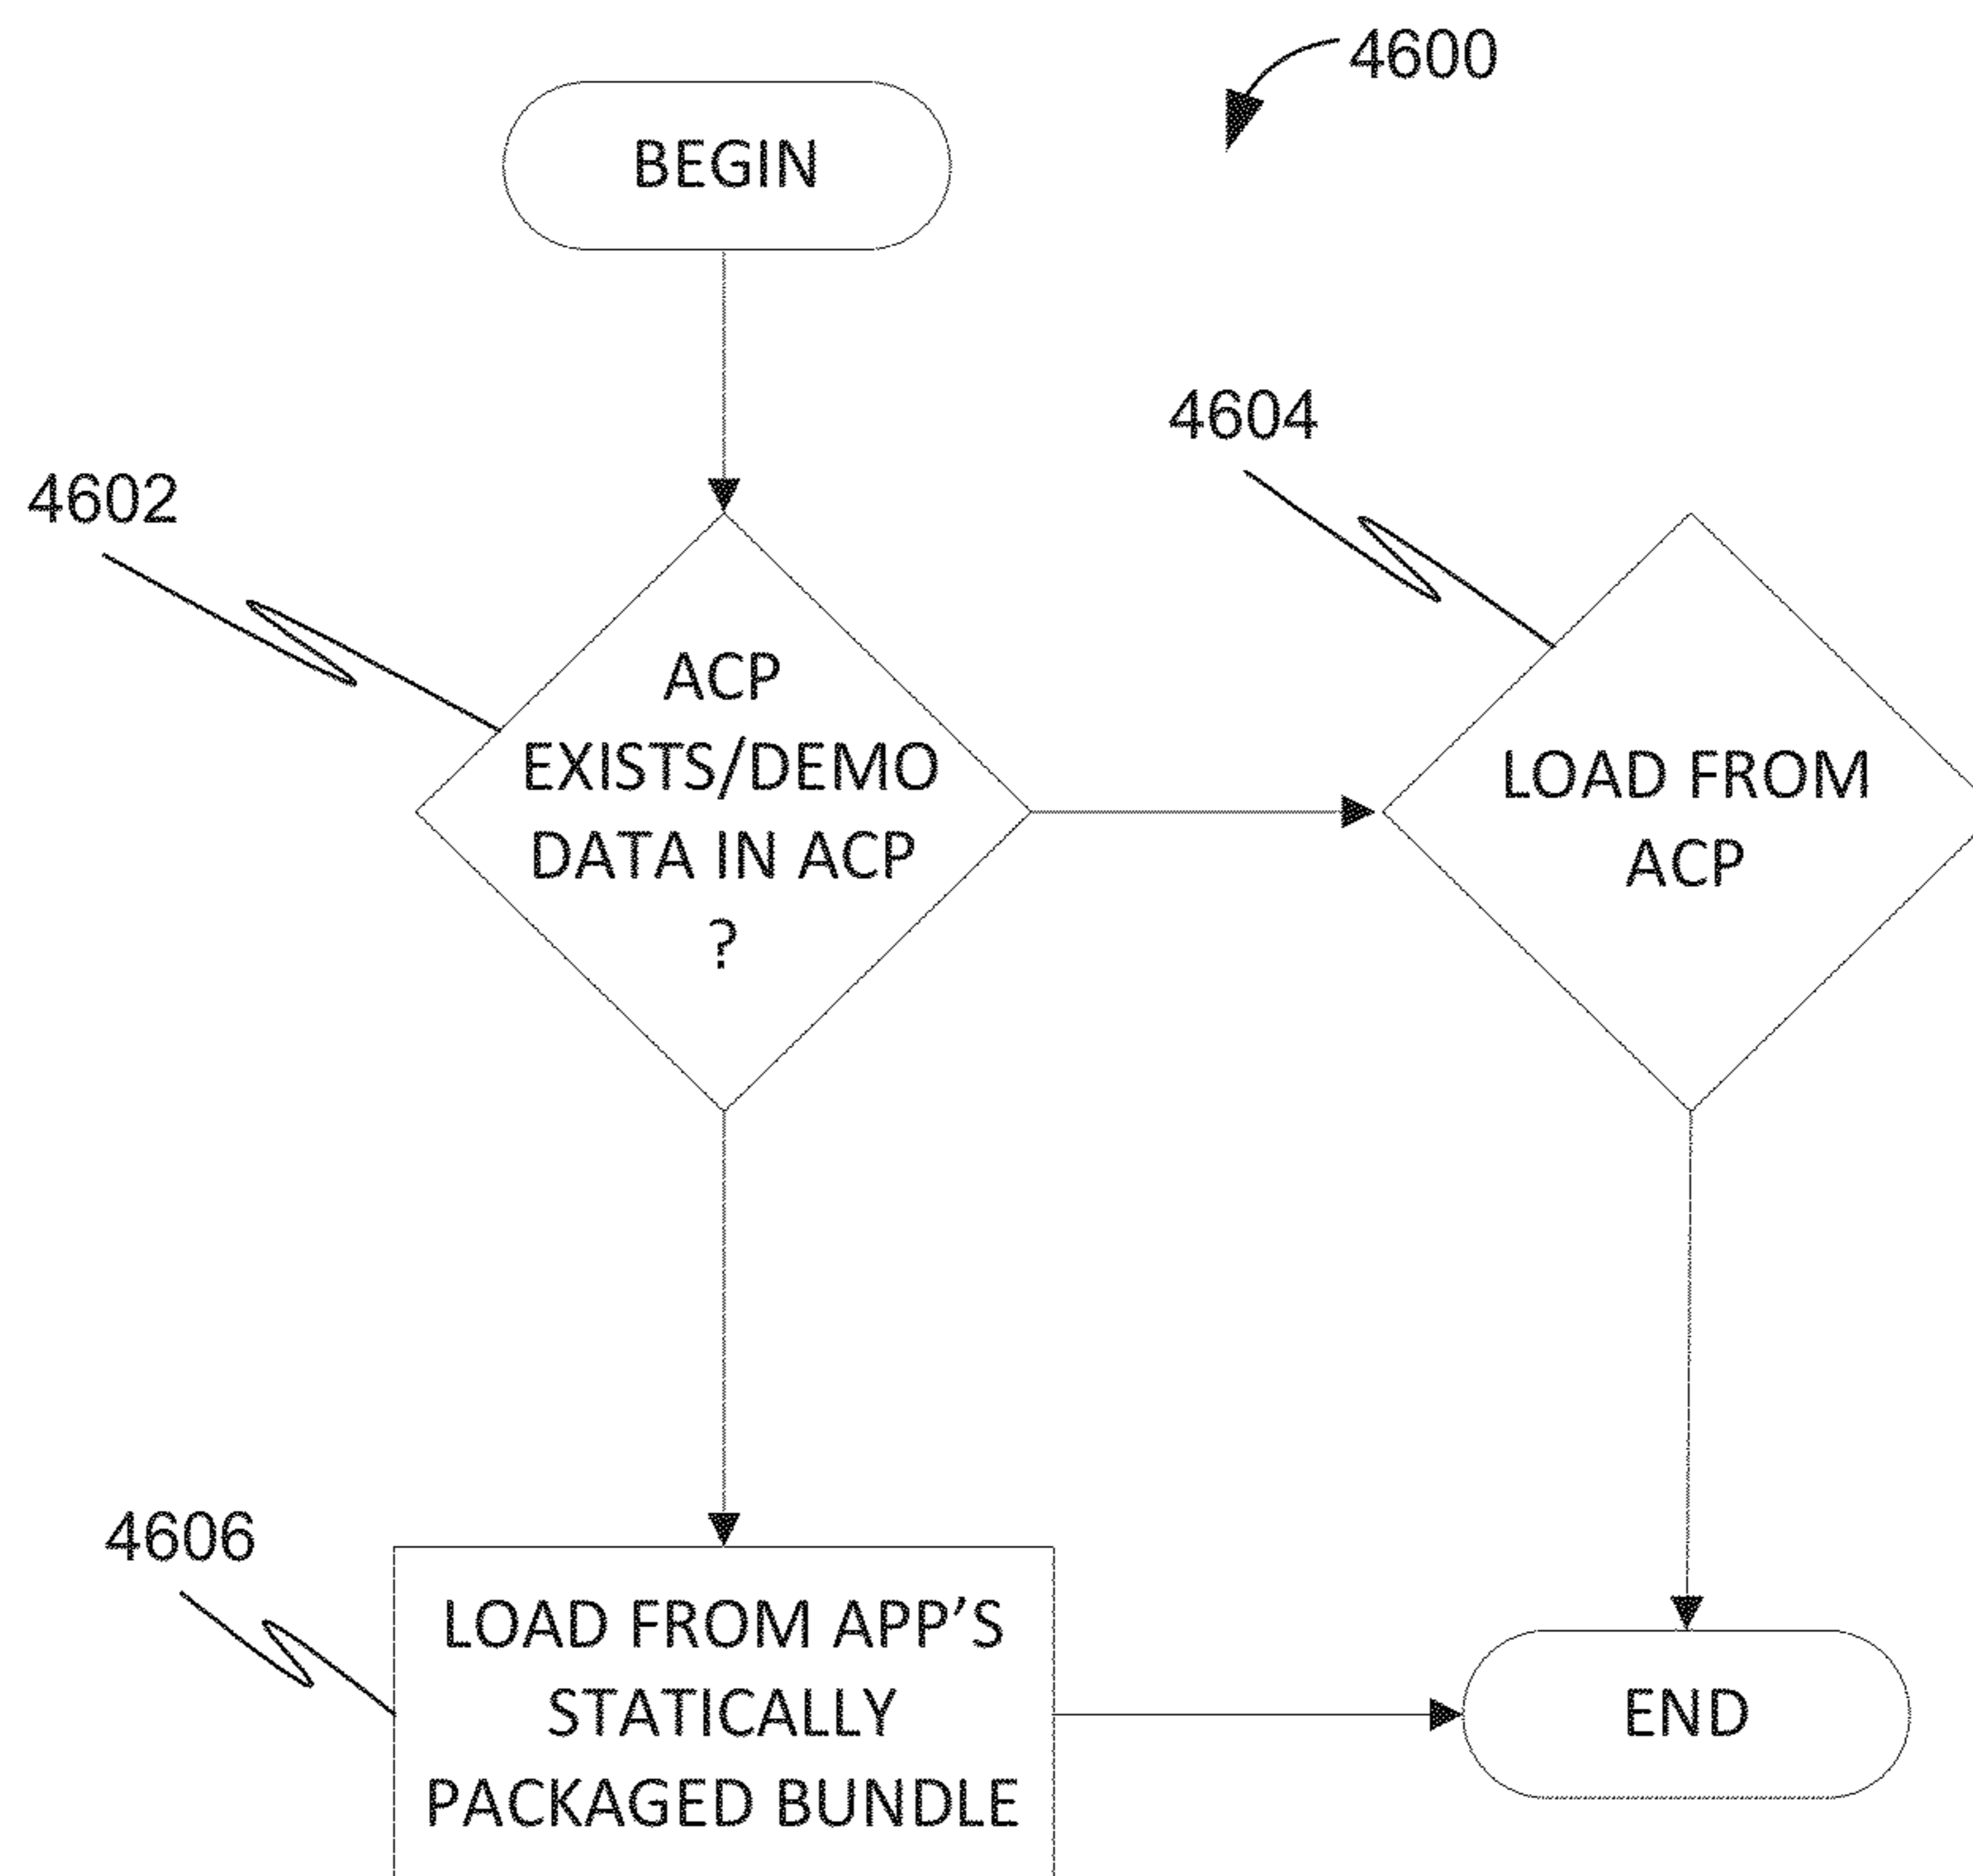 4600
BEGIN
4604
4602
ACP
EXISTS/DEMO
DATA IN ACP
?
LOAD FROM
ACP
4606
LOAD FROM APP’S
STATICALLY
PACKAGED BUNDLE
END